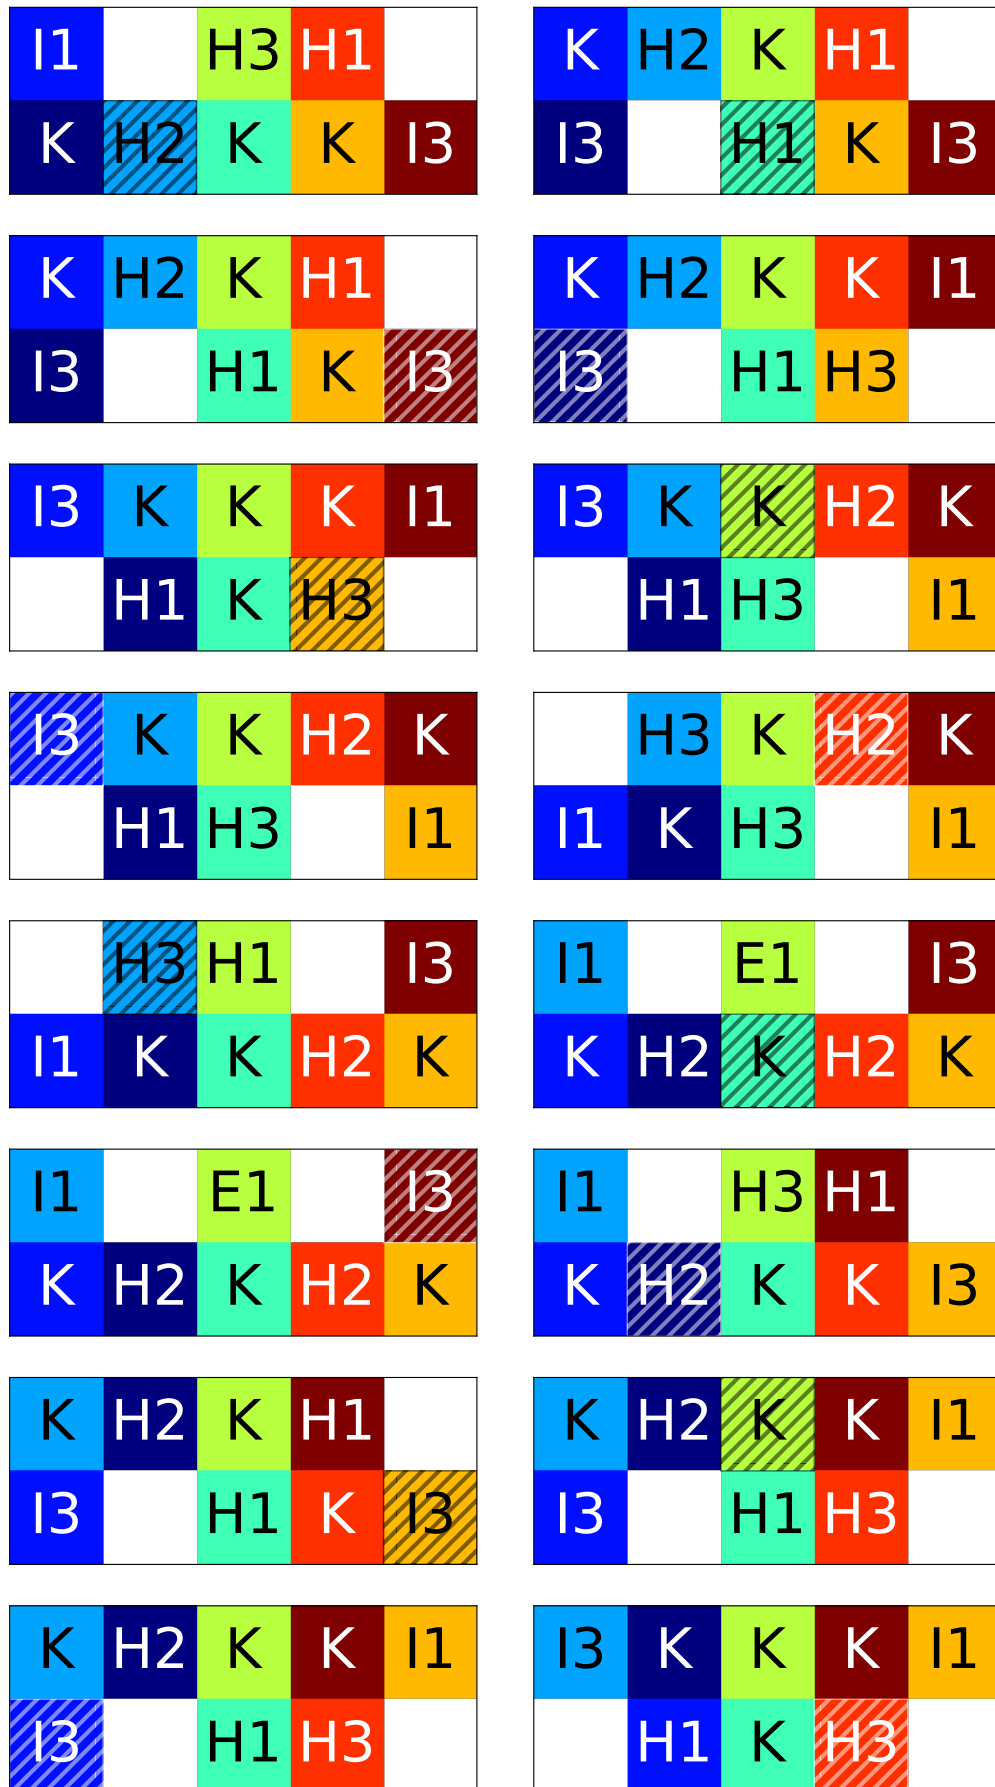 I1 H3 H1 K H2 K H1
K H2 K K I3 I3 H1 K I3
K H2 K H1 K H2 K K I1
I3 H1 K I3 I3 H1 H3
I3 K K K I1 I3 K K H2 K
H1 K H3 H1 H3 I1
I3 K K H2 K H3 K H2 K
H1 H3 I1 I1 K H3 I1
H3 H1 I3 I1 E1 I3
I1 K K H2 K K H2 K H2 K
I1 E1 I3 I1 H3 H1
K H2 K H2 K K H2 K K I3
K H2 K H1 K H2 K K I1
I3 H1 K I3 I3 H1 H3
K H2 K K I1 I3 K K K I1
I3 H1 H3 H1 K H3